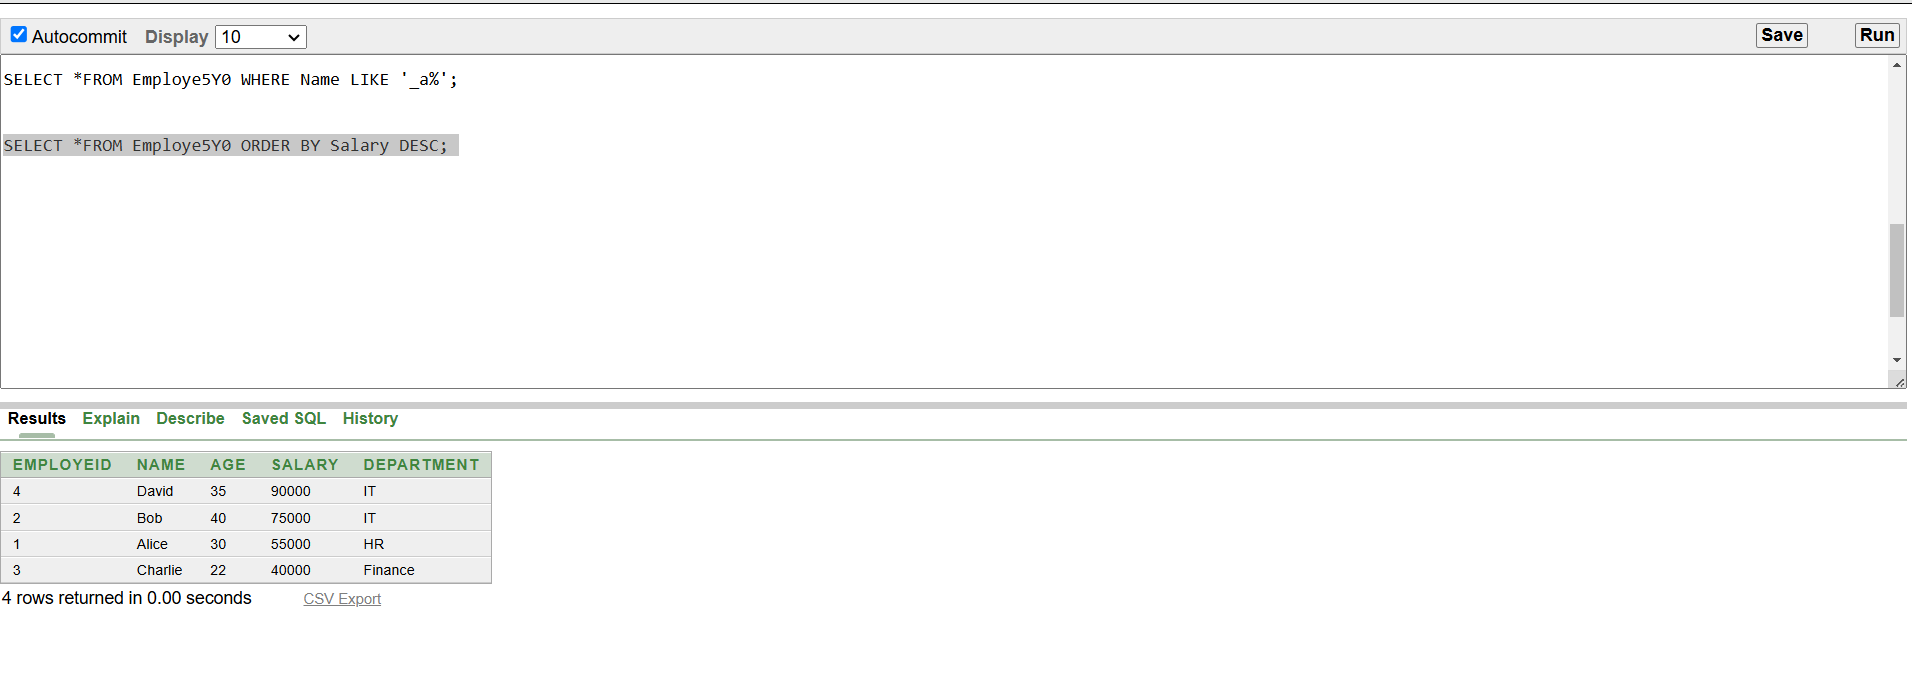 Autocommit Display 10 Save Run
SELECT *FROM Employe5Y0 WHERE Name LIKE '_a%';
SELECT *FROM Employe5Y0 ORDER BY Salary DESC;
Results Explain Describe Saved SQL History
EMPLOYEID NAME AGE SALARY DEPARTMENT
4 David 35 90000 IT
2 Bob 40 75000 IT
1 Alice 30 55000 HR
3 Charlie 22 40000 Finance
4 rows returned in 0.00 seconds CSV Export